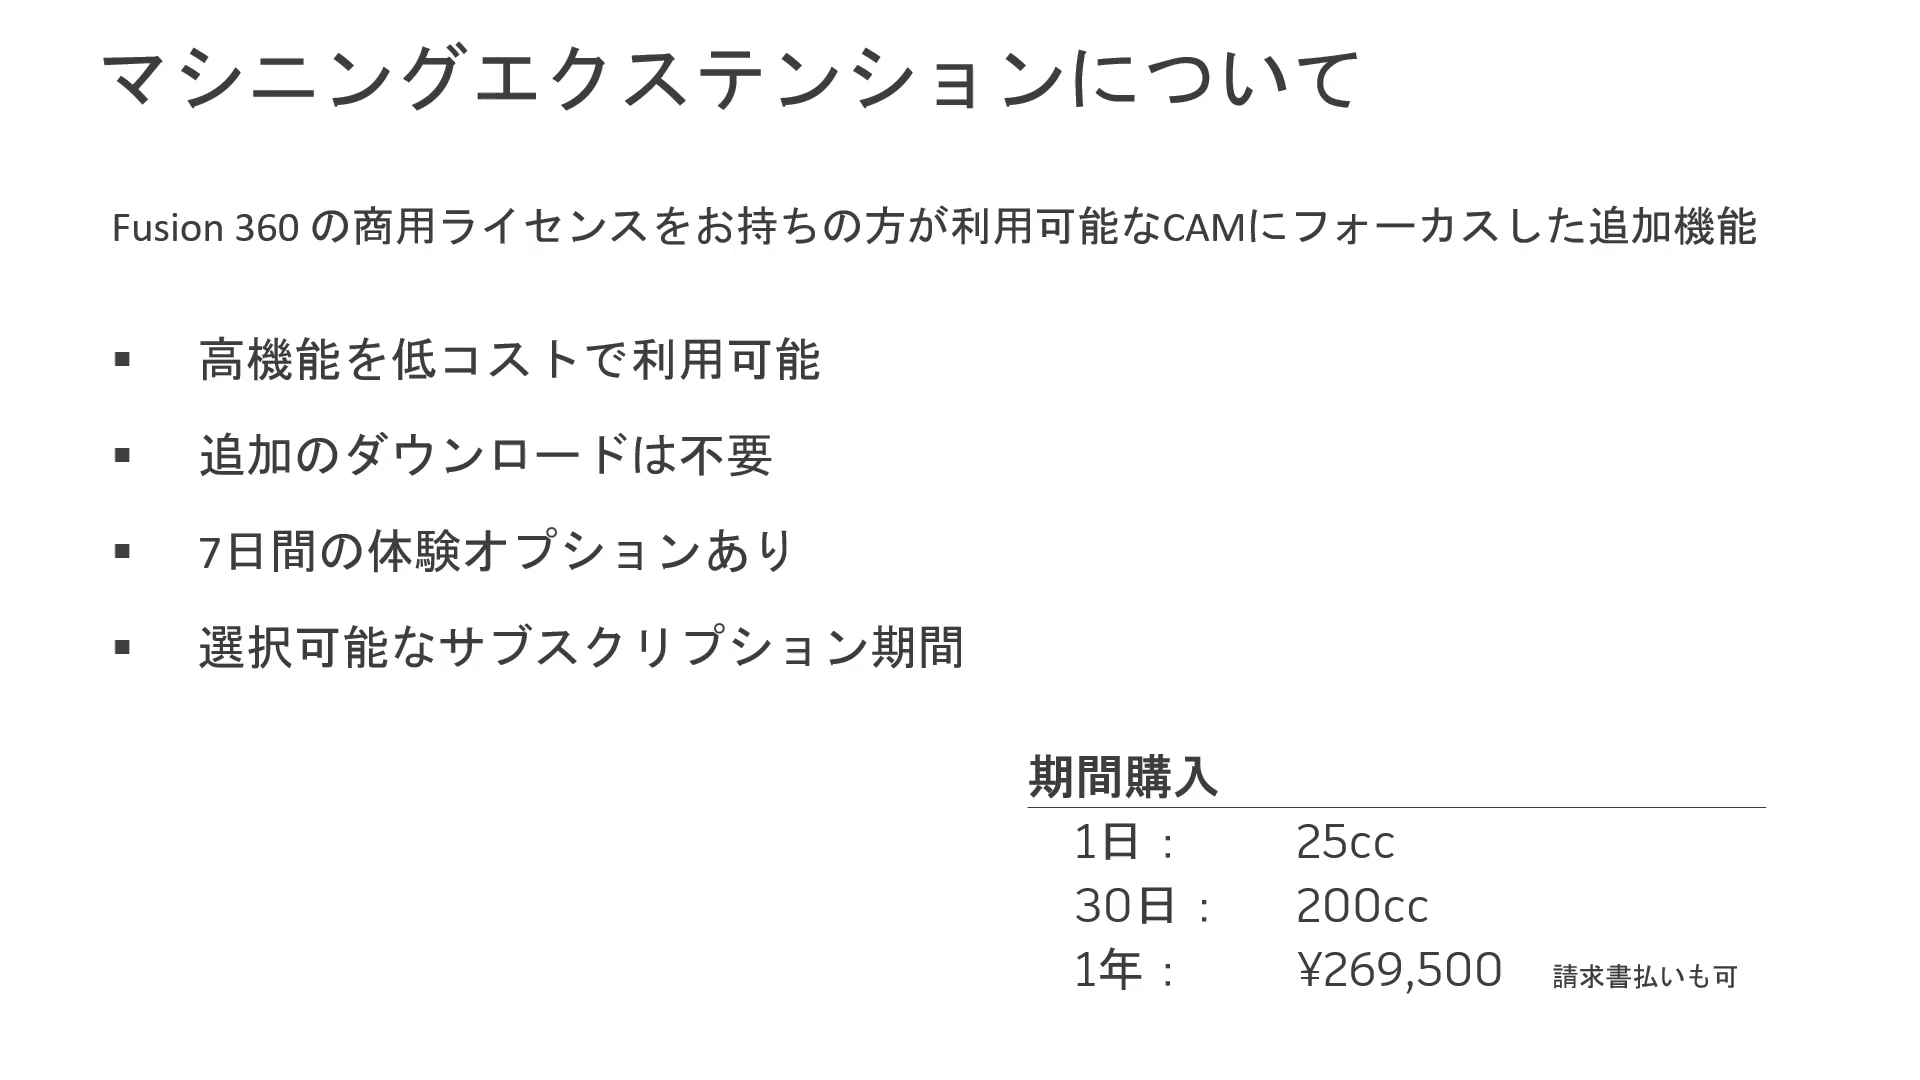 マシニングエクステンションについて
Fusion 360 の商用ライセンスをお持ちの方が利用可能なCAMにフォーカスした追加機能
▪ 高機能を低コストで利用可能
▪ 追加のダウンロードは不要
▪ 7日間の体験オプションあり
▪ 選択可能なサブスクリプション期間
期間購入
1日： 25cc
30日： 200cc
1年： ¥269,500 請求書払いも可